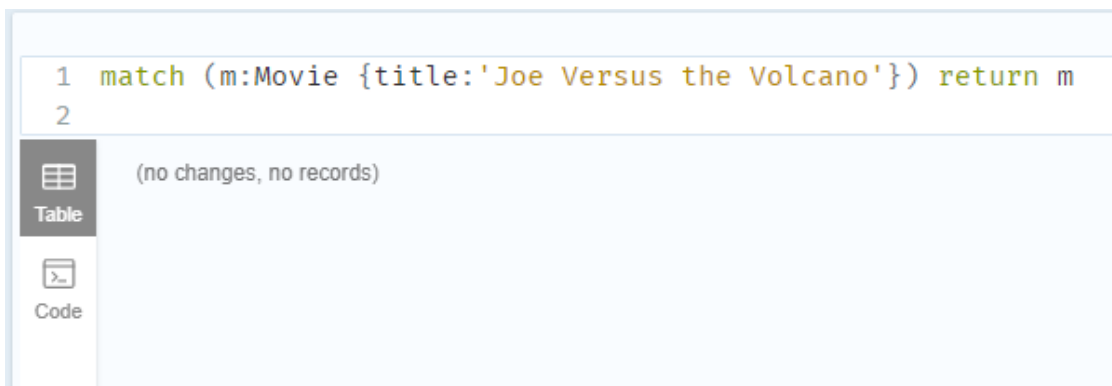 1 match (m:Movie {title:'Joe Versus the Volcano'}) return m
2
(no changes, no records)
Table
Code